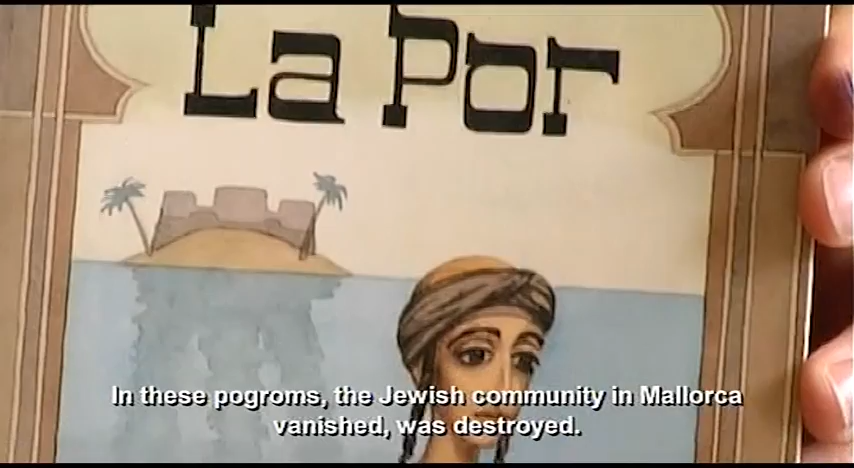 La Por
In these pogroms, the Jewish community in Mallorca
vanished, was destroyed.